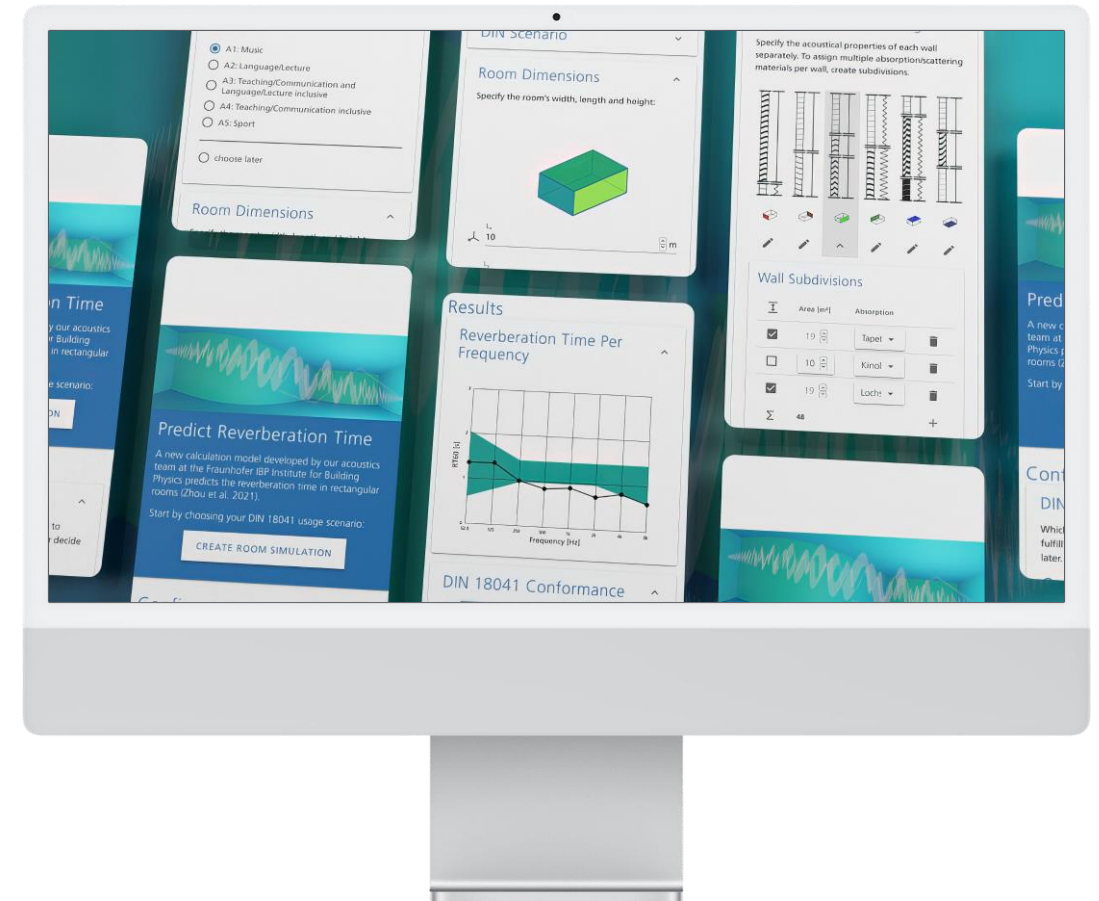 A1: Music
A2: Language/Lecture
A3: Teaching/Communication and
Language/Lecture inclusive
A4: Teaching/Communication inclusive
A5: Sport
choose later
Room Dimensions
n Time
y our acoustics
r Building
in rectangular
e scenario:
ON
to
r decide
Predict Reverberation Time
A new calculation model developed by our acoustics
team at the Fraunhofer IBP Institute for Building
Physics predicts the reverberation time in rectangular
rooms (Zhou et al. 2021).
Start by choosing your DIN 18041 usage scenario:
CREATE ROOM SIMULATION
DIN Scenario
Room Dimensions
Specify the room's width, length and height:
10
m
Results
Reverberation Time Per
Frequency
RT60 [s]
Frequency [Hz]
DIN 18041 Conformance
Specify the acoustical properties of each wall
separately. To assign multiple absorption/scattering
materials per wall, create subdivisions.
Wall Subdivisions
Area [m²] Absorption
19 Tapet
10 Kinol
19 Loch
Σ 48 +
Pred
A new c
team at
Physics p
rooms (Z
Start by
Conf
DIN
Whicl
fulfill
later.